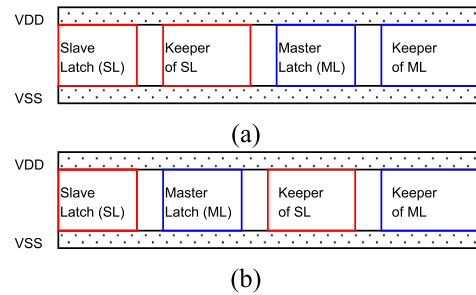 VDD
Slave Keeper Master Keeper
Latch (SL) of SL Latch (ML) of ML
VSS
(a)
VDD
Slave Master Keeper Keeper
Latch (SL) Latch (ML) of SL of ML
VSS
(b)